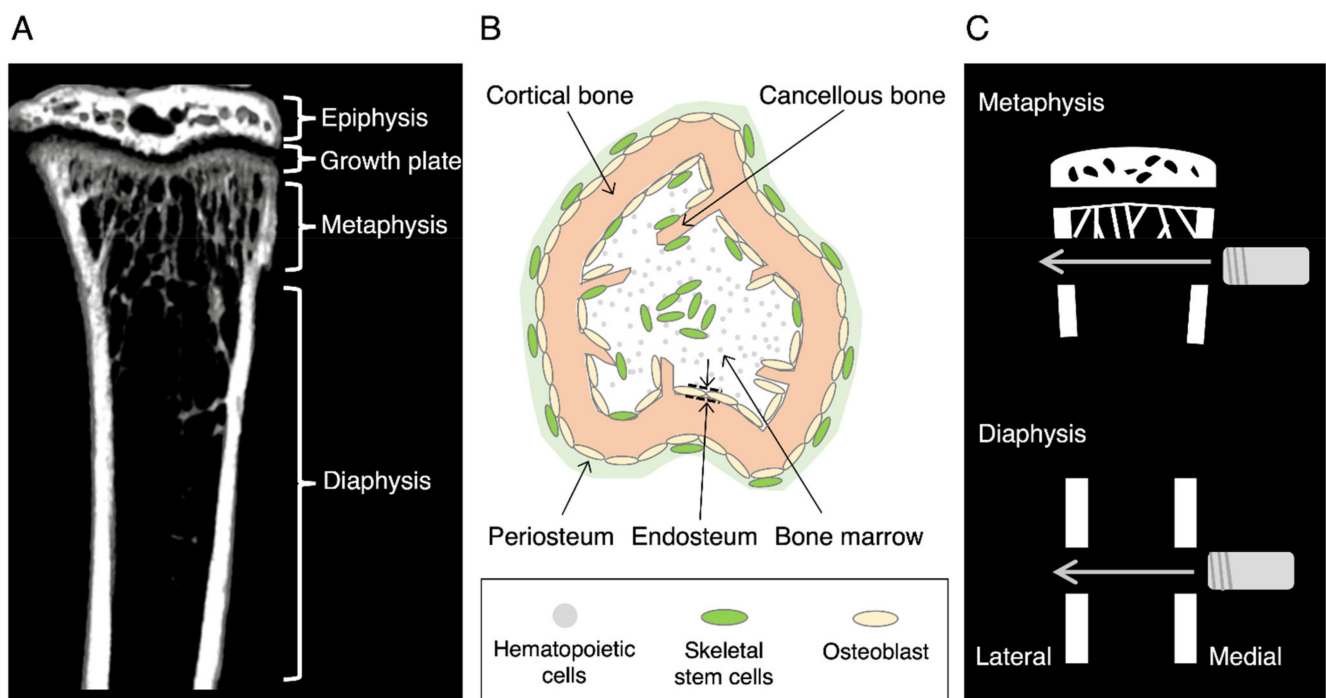 A
Epiphysis
Growth plate
Metaphysis
Diaphysis
B
Cortical bone
Cancellous bone
Periosteum
Endosteum
Bone marrow
Hematopoietic
cells
Skeletal
stem cells
Osteoblast
C
Metaphysis
Diaphysis
Lateral
Medial